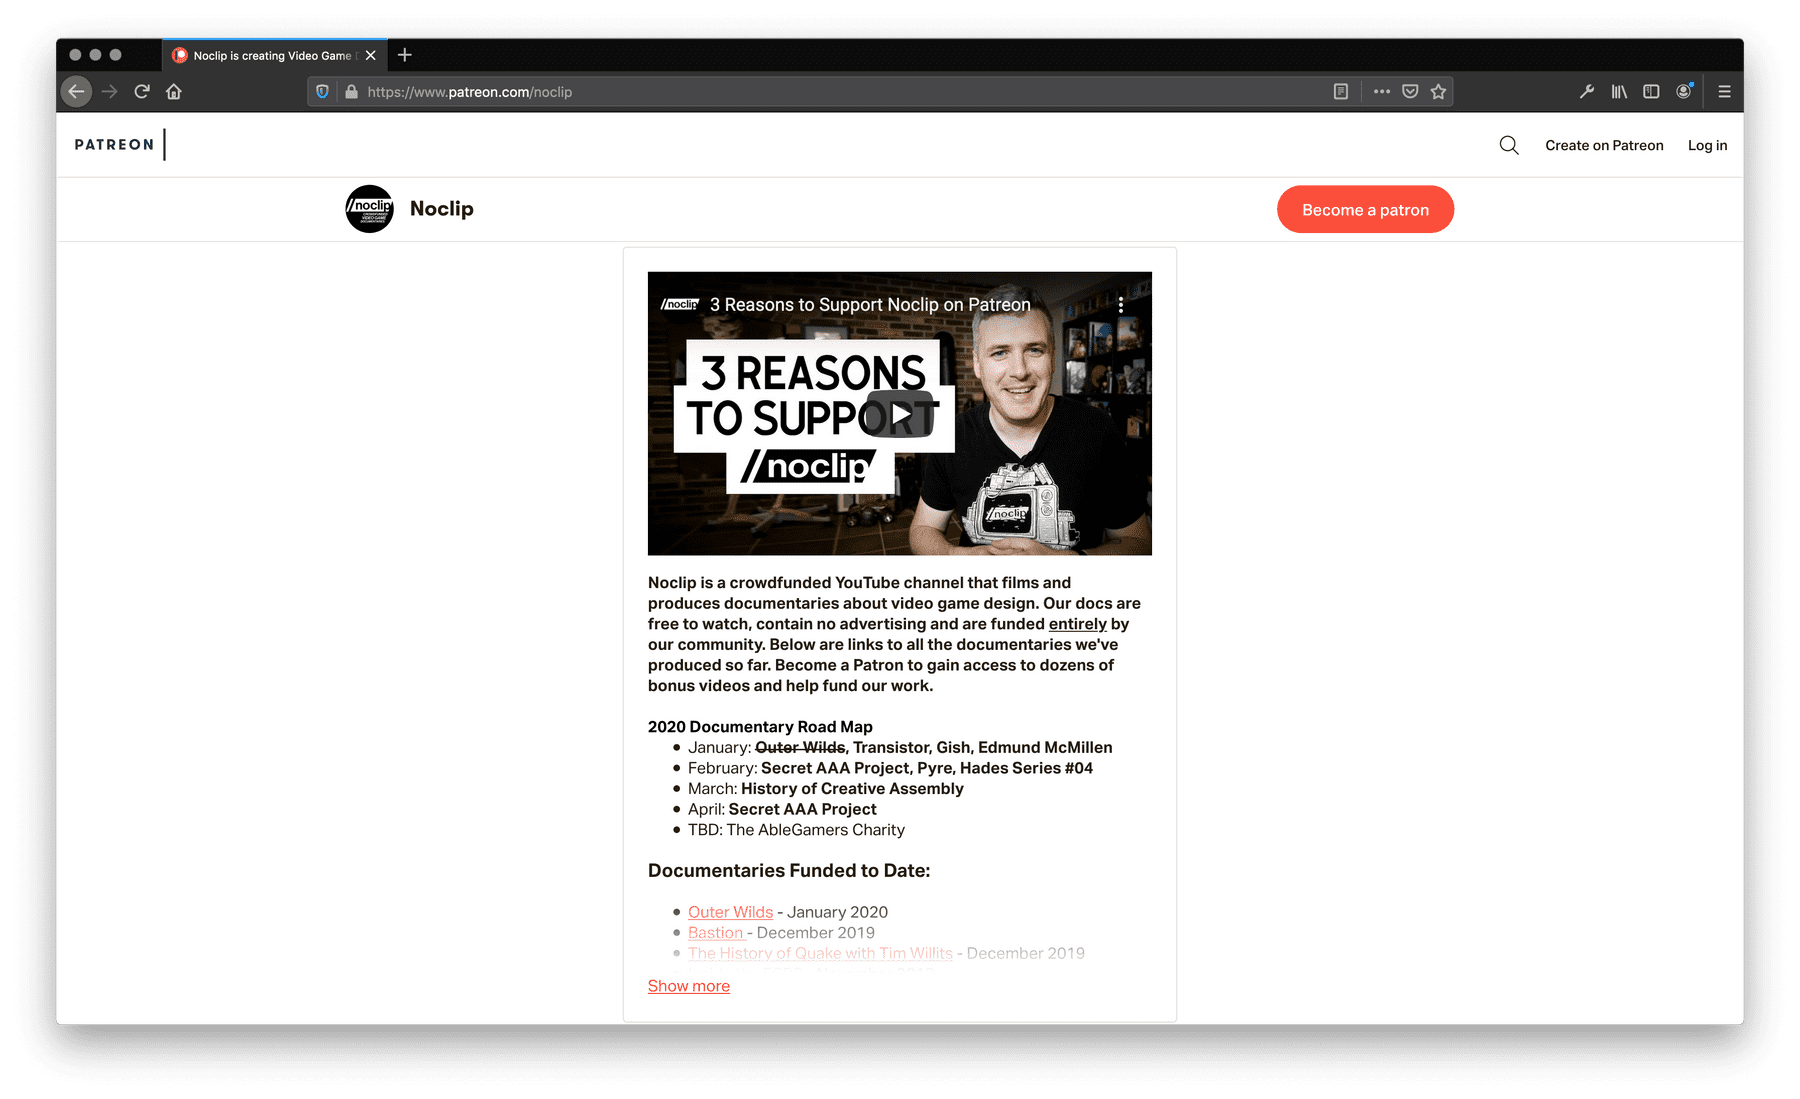 Noclip is creating Video Game
https://www.patreon.com/noclip
PATREON
Create on Patreon
Log in
/noclip
CROWDFUNDED
VIDEO GAME
DOCUMENTARIES
Noclip
Become a patron
/noclip
3 Reasons to Support Noclip on Patreon
3 REASONS
TO SUPPORT
//noclip
/noclip
Noclip is a crowdfunded YouTube channel that films and
produces documentaries about video game design. Our docs are
free to watch, contain no advertising and are funded entirely by
our community. Below are links to all the documentaries we've
produced so far. Become a Patron to gain access to dozens of
bonus videos and help fund our work.
2020 Documentary Road Map
• January: Outer Wilds, Transistor, Gish, Edmund McMillen
• February: Secret AAA Project, Pyre, Hades Series #04
• March: History of Creative Assembly
• April: Secret AAA Project
• TBD: The AbleGamers Charity
Documentaries Funded to Date:
• Outer Wilds - January 2020
• Bastion - December 2019
• The History of Quake with Tim Willits - December 2019
Show more